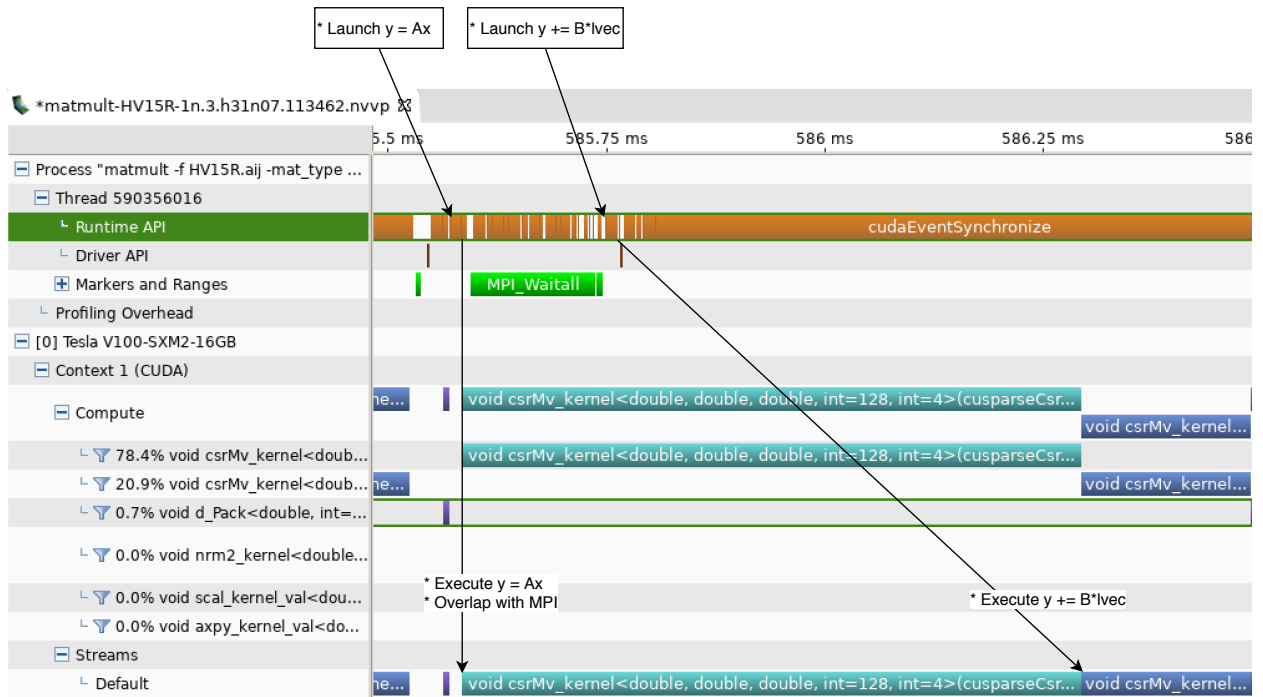 * Launch y = Ax
* Launch y += B*lvec
*matmult-HV15R-1n.3.h31n07.113462.nvvp
5.5 ms 585.75 ms 586 ms 586.25 ms 586
Process "matmult -f HV15R.aij -mat_type ...
Thread 590356016
Runtime API
cudaEventSynchronize
Driver API
Markers and Ranges
MPI_Waitall
Profiling Overhead
[0] Tesla V100-SXM2-16GB
Context 1 (CUDA)
Compute
ne... void csrMv_kernel<double, double, double, int=128, int=4>(cusparseCsr...
void csrMv_kernel...
78.4% void csrMv_kernel<doub...
void csrMv_kernel<double, double, double, int=128, int=4>(cusparseCsr...
20.9% void csrMv_kernel<doub...
ne... void csrMv_kernel...
0.7% void d_Pack<double, int=...
0.0% void nrm2_kernel<double...
* Execute y = Ax
* Overlap with MPI
* Execute y += B*lvec
0.0% void scal_kernel_val<dou...
0.0% void axpy_kernel_val<do...
Streams
Default
ne... void csrMv_kernel<double, double, double, int=128, int=4>(cusparseCsr... void csrMv_kernel...